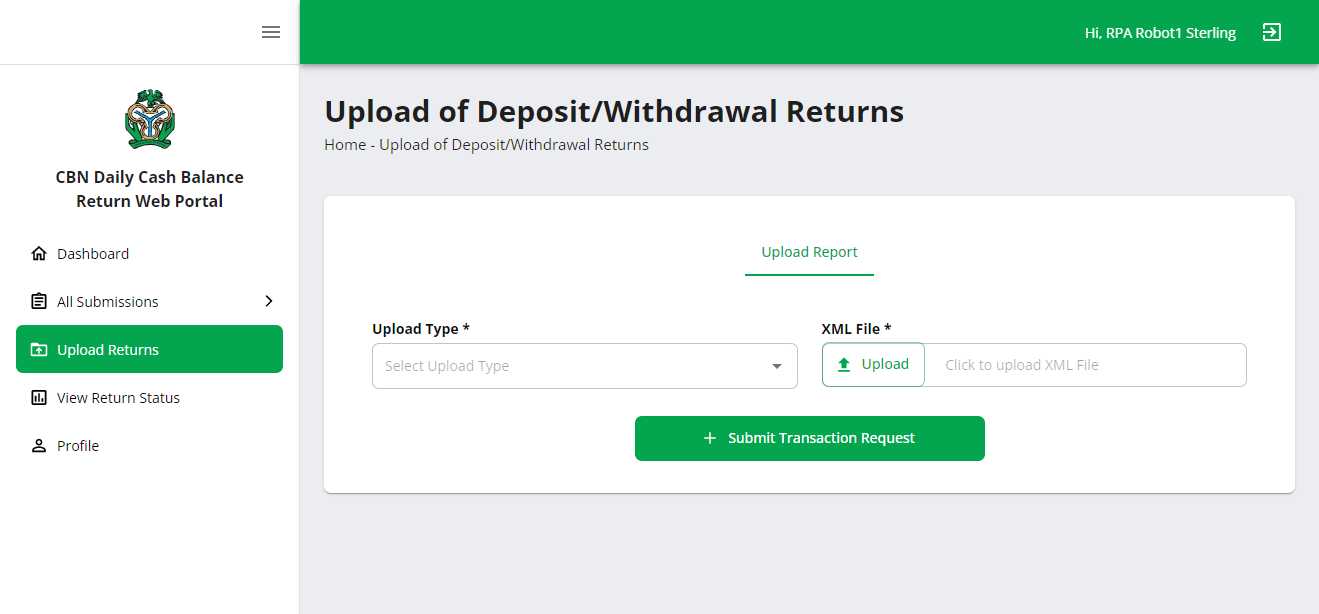 Hi, RPA Robot1 Sterling
CBN Daily Cash Balance
Return Web Portal
Dashboard
All Submissions
Upload Returns
View Return Status
Profile
Upload of Deposit/Withdrawal Returns
Home - Upload of Deposit/Withdrawal Returns
Upload Report
Upload Type *
Select Upload Type
XML File *
Upload
Click to upload XML File
Submit Transaction Request